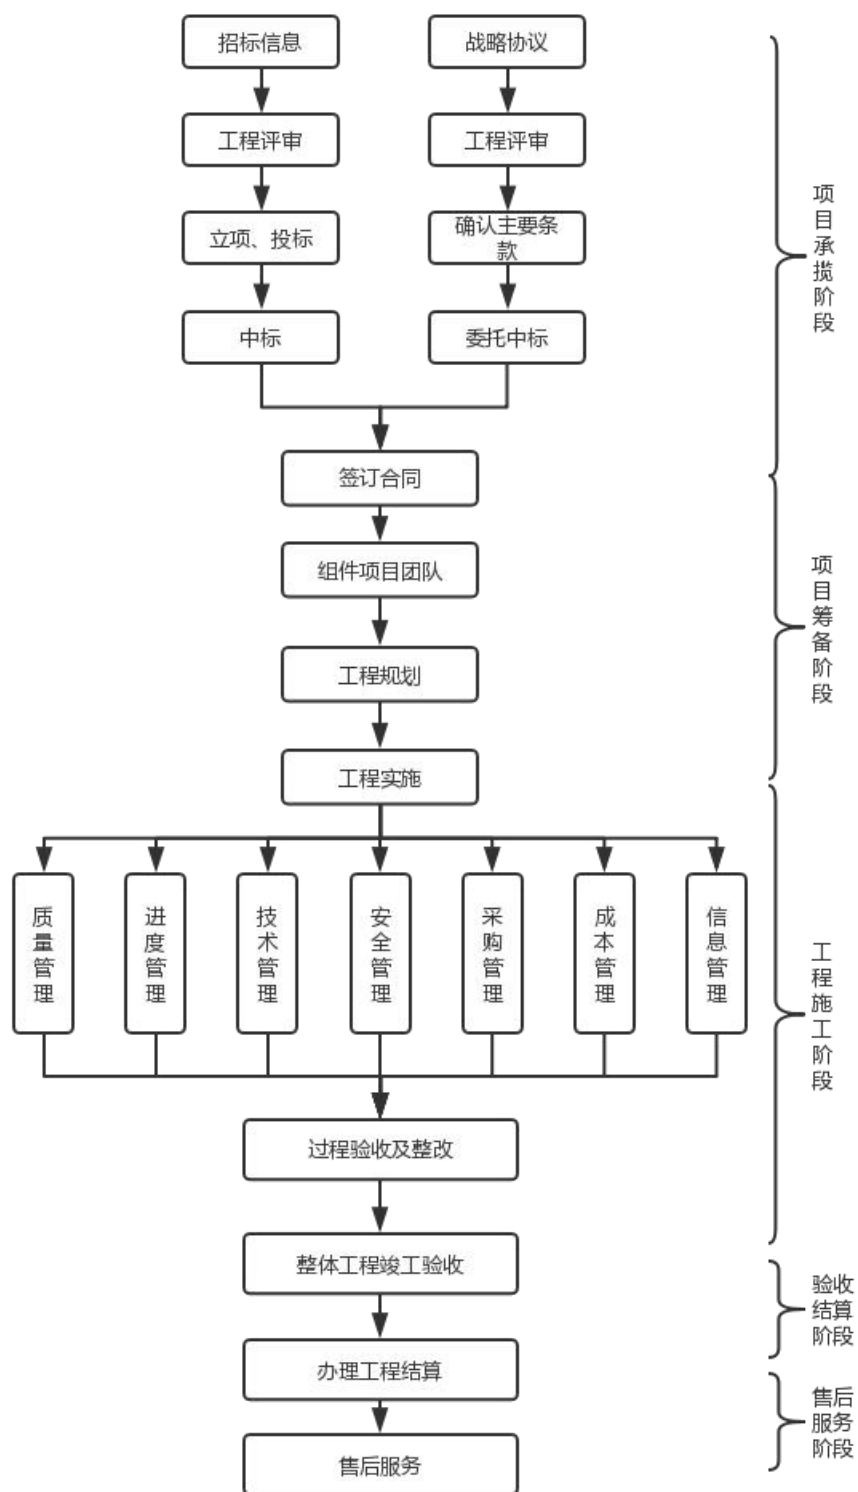 招标信息
战略协议
工程评审
工程评审
立项、投标
确认主要条
款
中标
委托中标
项目承揽阶段
签订合同
组件项目团队
工程规划
工程实施
项目筹备阶段
质量管理
进度管理
技术管理
安全管理
采购管理
成本管理
信息管理
工程施工阶段
过程验收及整改
整体工程竣工验收
验收
结算
阶段
办理工程结算
售后
服务
阶段
售后服务